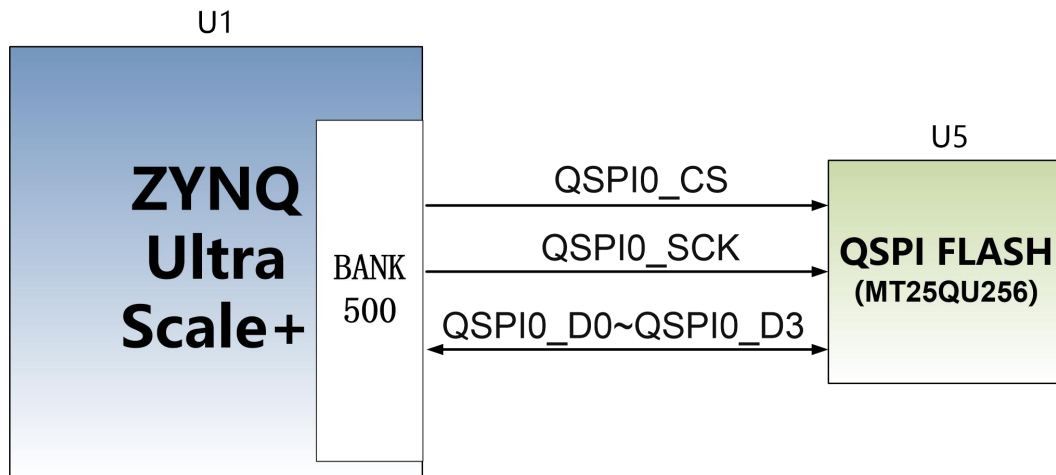 U1
ZYNQ
Ultra
Scale+
BANK
500
QSPI0_CS
QSPI0_SCK
QSPI0_D0~QSPI0_D3
U5
QSPI FLASH
(MT25QU256)